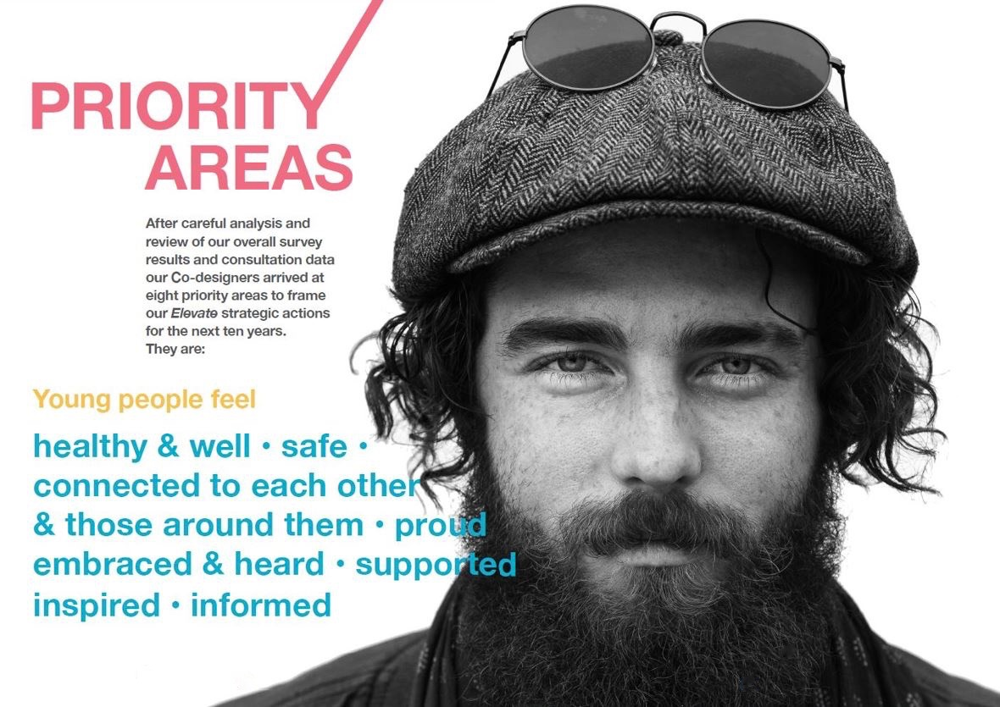 PRIORITY
AREAS
After careful analysis and
review of our overall survey
results and consultation data
our Co-designers arrived at
eight priority areas to frame
our Elevate strategic actions
for the next ten years.
They are:
Young people feel
healthy & well • safe •
connected to each other
& those around them • proud
embraced & heard • supported
inspired • informed